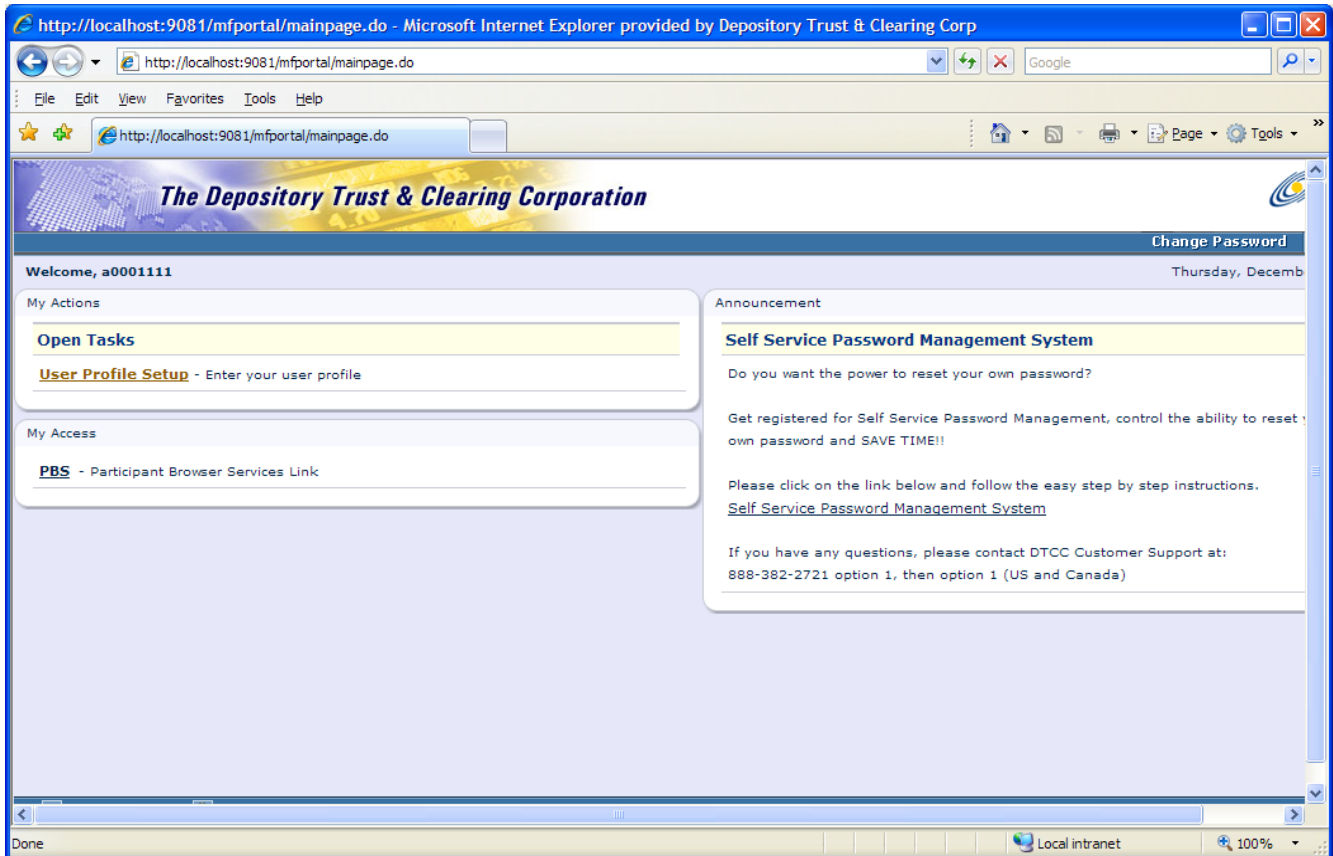 http://localhost:9081/mfportal/mainpage.do - Microsoft Internet Explorer provided by Depository Trust & Clearing Corp
http://localhost:9081/mfportal/mainpage.do
Google
File Edit View Favorites Tools Help
http://localhost:9081/mfportal/mainpage.do
Page Tools
The Depository Trust & Clearing Corporation
Change Password
Welcome, a0001111
Thursday, Decemb
My Actions
Open Tasks
User Profile Setup - Enter your user profile
My Access
PBS - Participant Browser Services Link
Announcement
Self Service Password Management System
Do you want the power to reset your own password?
Get registered for Self Service Password Management, control the ability to reset
own password and SAVE TIME!!
Please click on the link below and follow the easy step by step instructions.
Self Service Password Management System
If you have any questions, please contact DTCC Customer Support at:
888-382-2721 option 1, then option 1 (US and Canada)
Done
Local intranet
100%